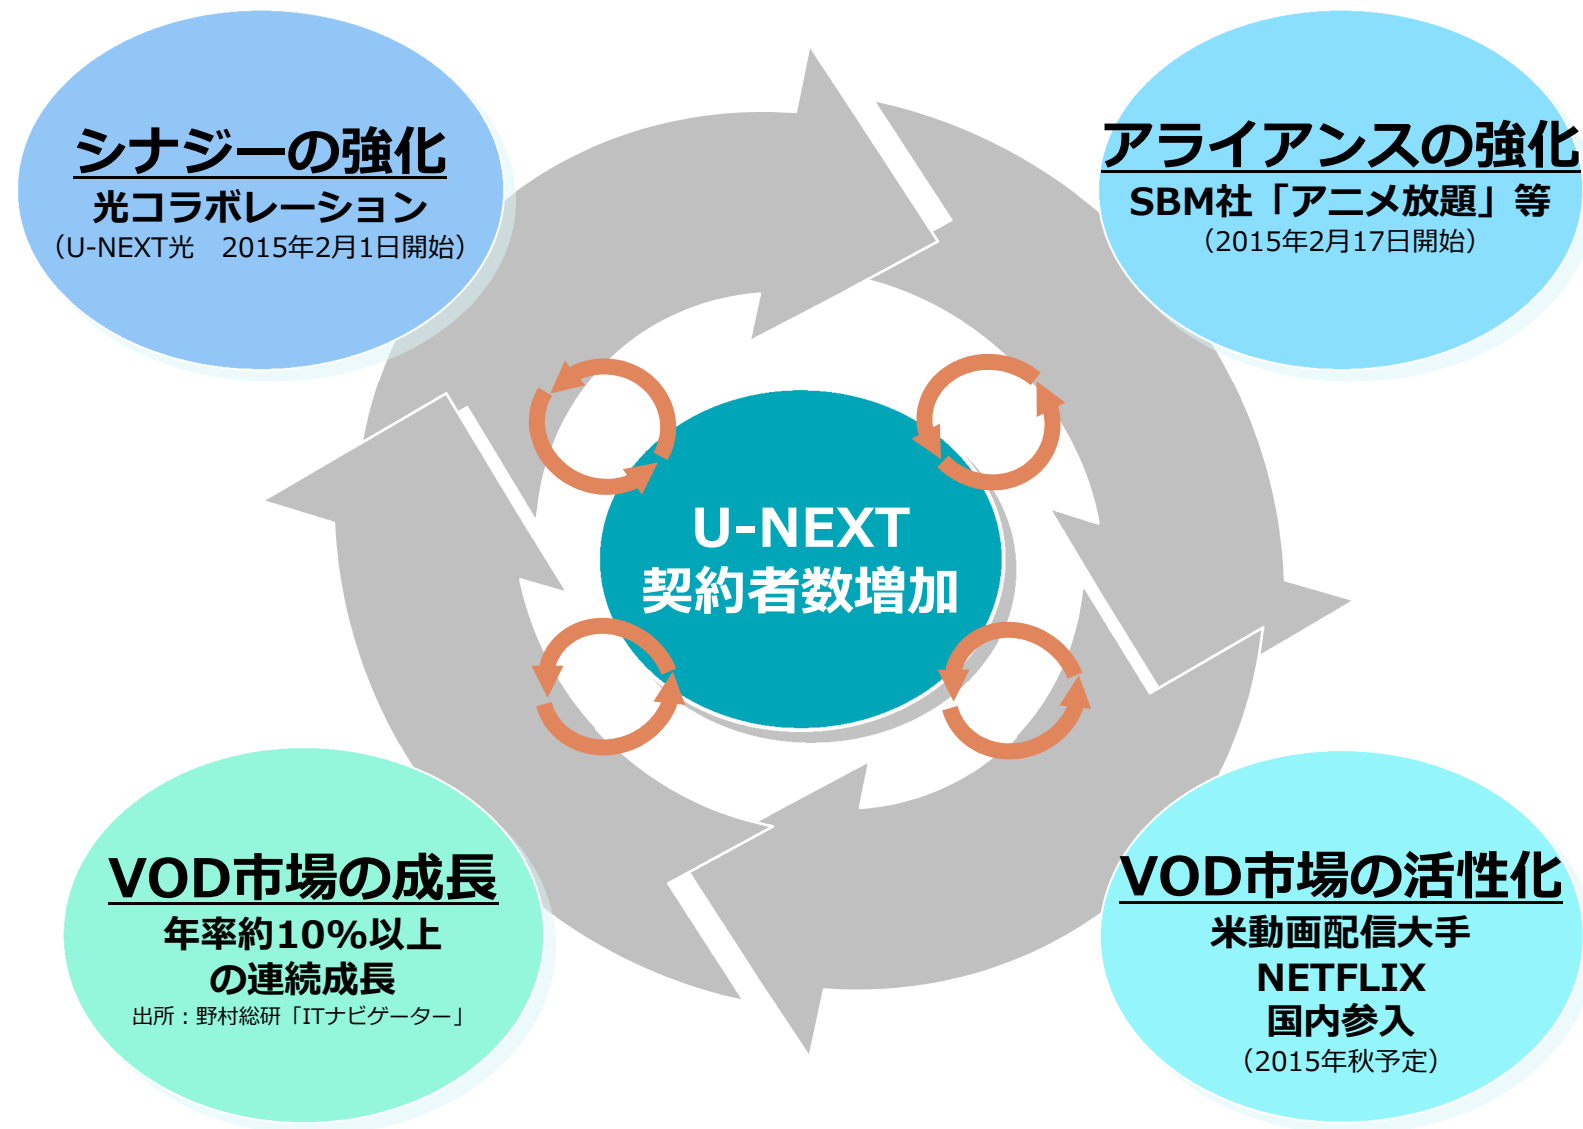 シナジーの強化
光コラボレーション
（U-NEXT光　2015年2月1日開始）
アライアンスの強化
SBM社「アニメ放題」等
（2015年2月17日開始）
U-NEXT
契約者数増加
VOD市場の成長
年率約10%以上
の連続成長
出所：野村総研「ITナビゲーター」
VOD市場の活性化
米動画配信大手
NETFLIX
国内参入
（2015年秋予定）